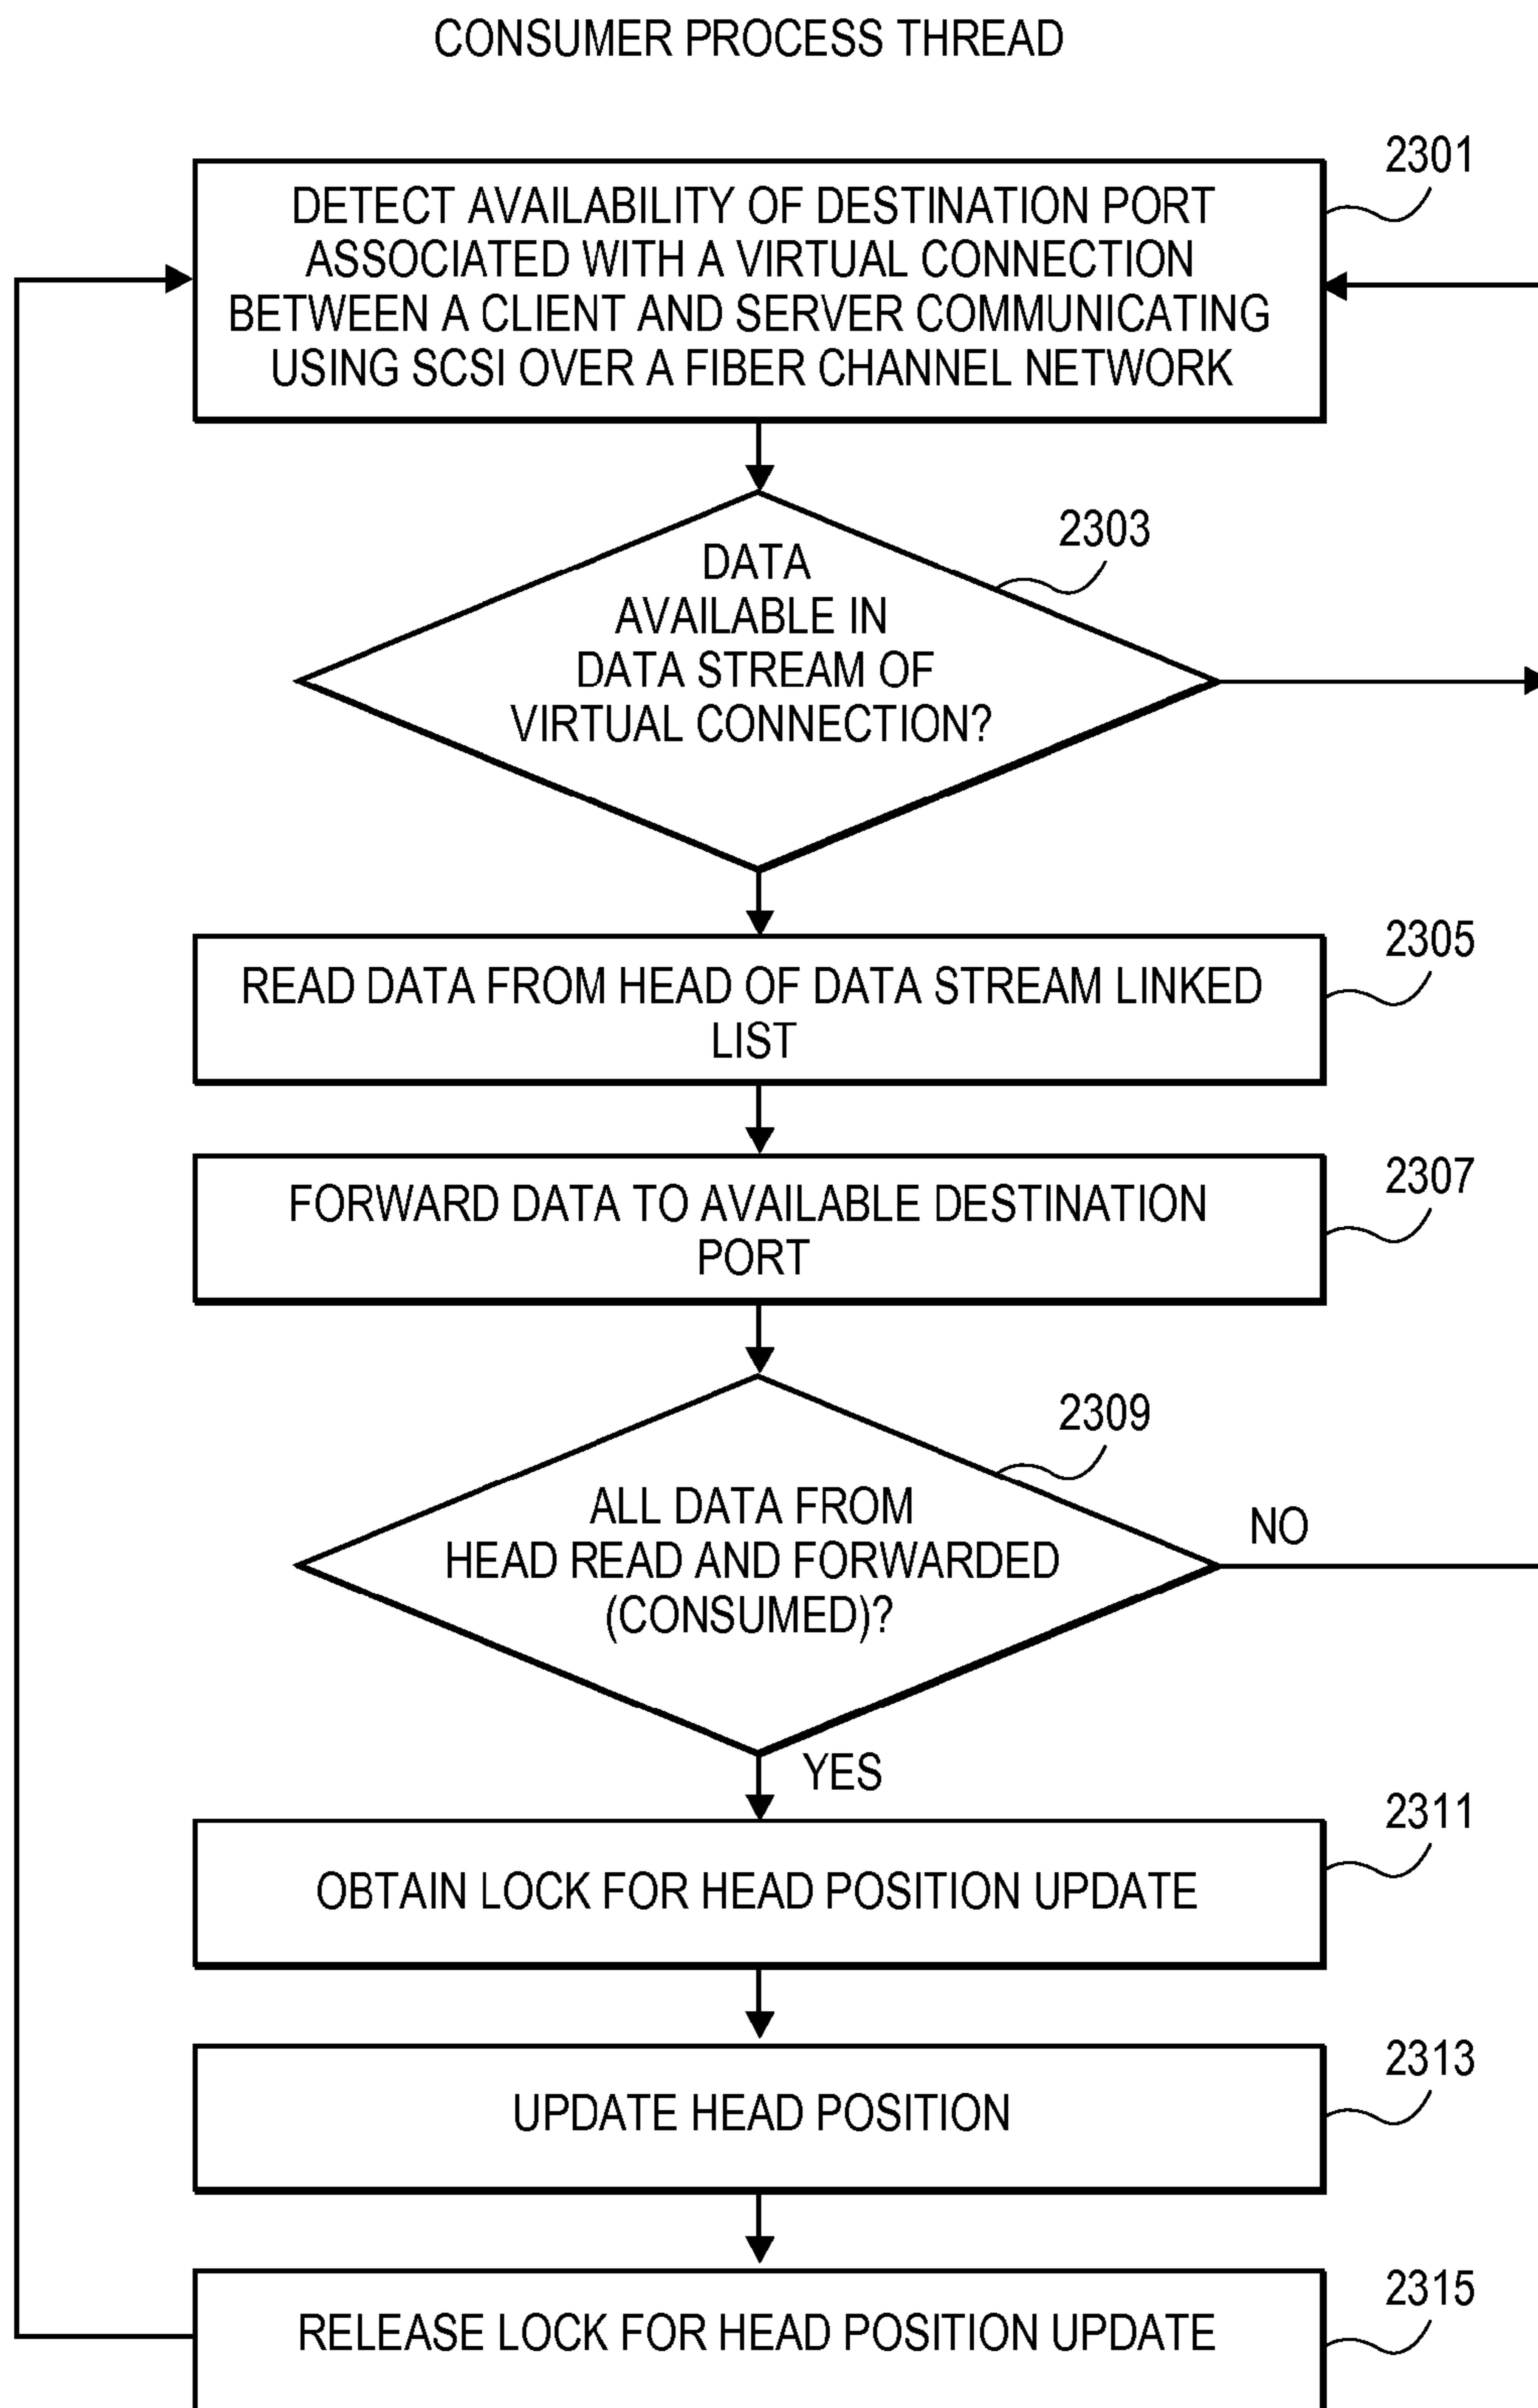 CONSUMER PROCESS THREAD
2301
DETECT AVAILABILITY OF DESTINATION PORT
ASSOCIATED WITH A VIRTUAL CONNECTION
BETWEEN A CLIENT AND SERVER COMMUNICATING
USING SCSI OVER A FIBER CHANNEL NETWORK
2303
DATA
AVAILABLE IN
DATA STREAM OF
VIRTUAL CONNECTION?
2305
READ DATA FROM HEAD OF DATA STREAM LINKED
LIST
2307
FORWARD DATA TO AVAILABLE DESTINATION
PORT
2309
ALL DATA FROM
HEAD READ AND FORWARDED
(CONSUMED)?
NO
YES
2311
OBTAIN LOCK FOR HEAD POSITION UPDATE
2313
UPDATE HEAD POSITION
2315
RELEASE LOCK FOR HEAD POSITION UPDATE